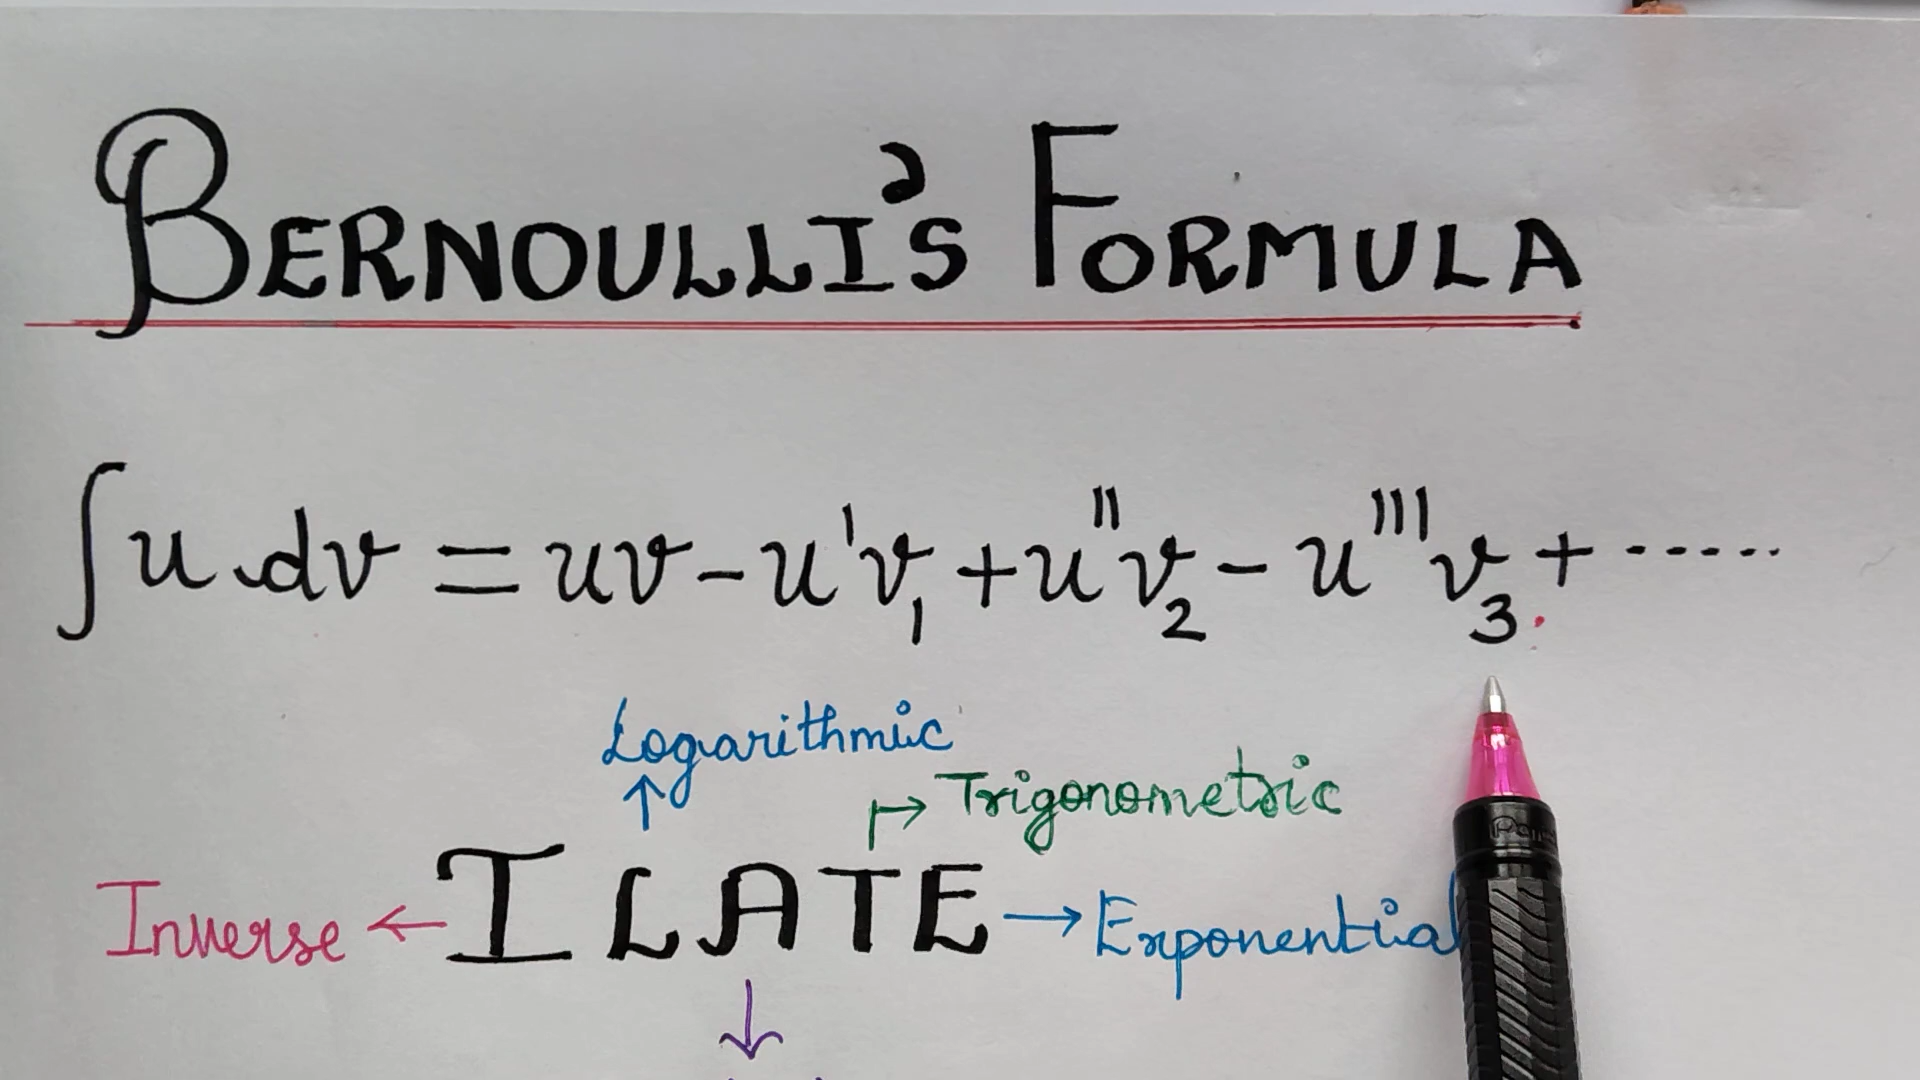 BERNOULLI'S FORMULA
∫u.dv = uv - u'v₁ + u''v₂ - u'''v₃ + ·····
Logarithmic
Trigonometric
Inverse ← ILATE → Exponential